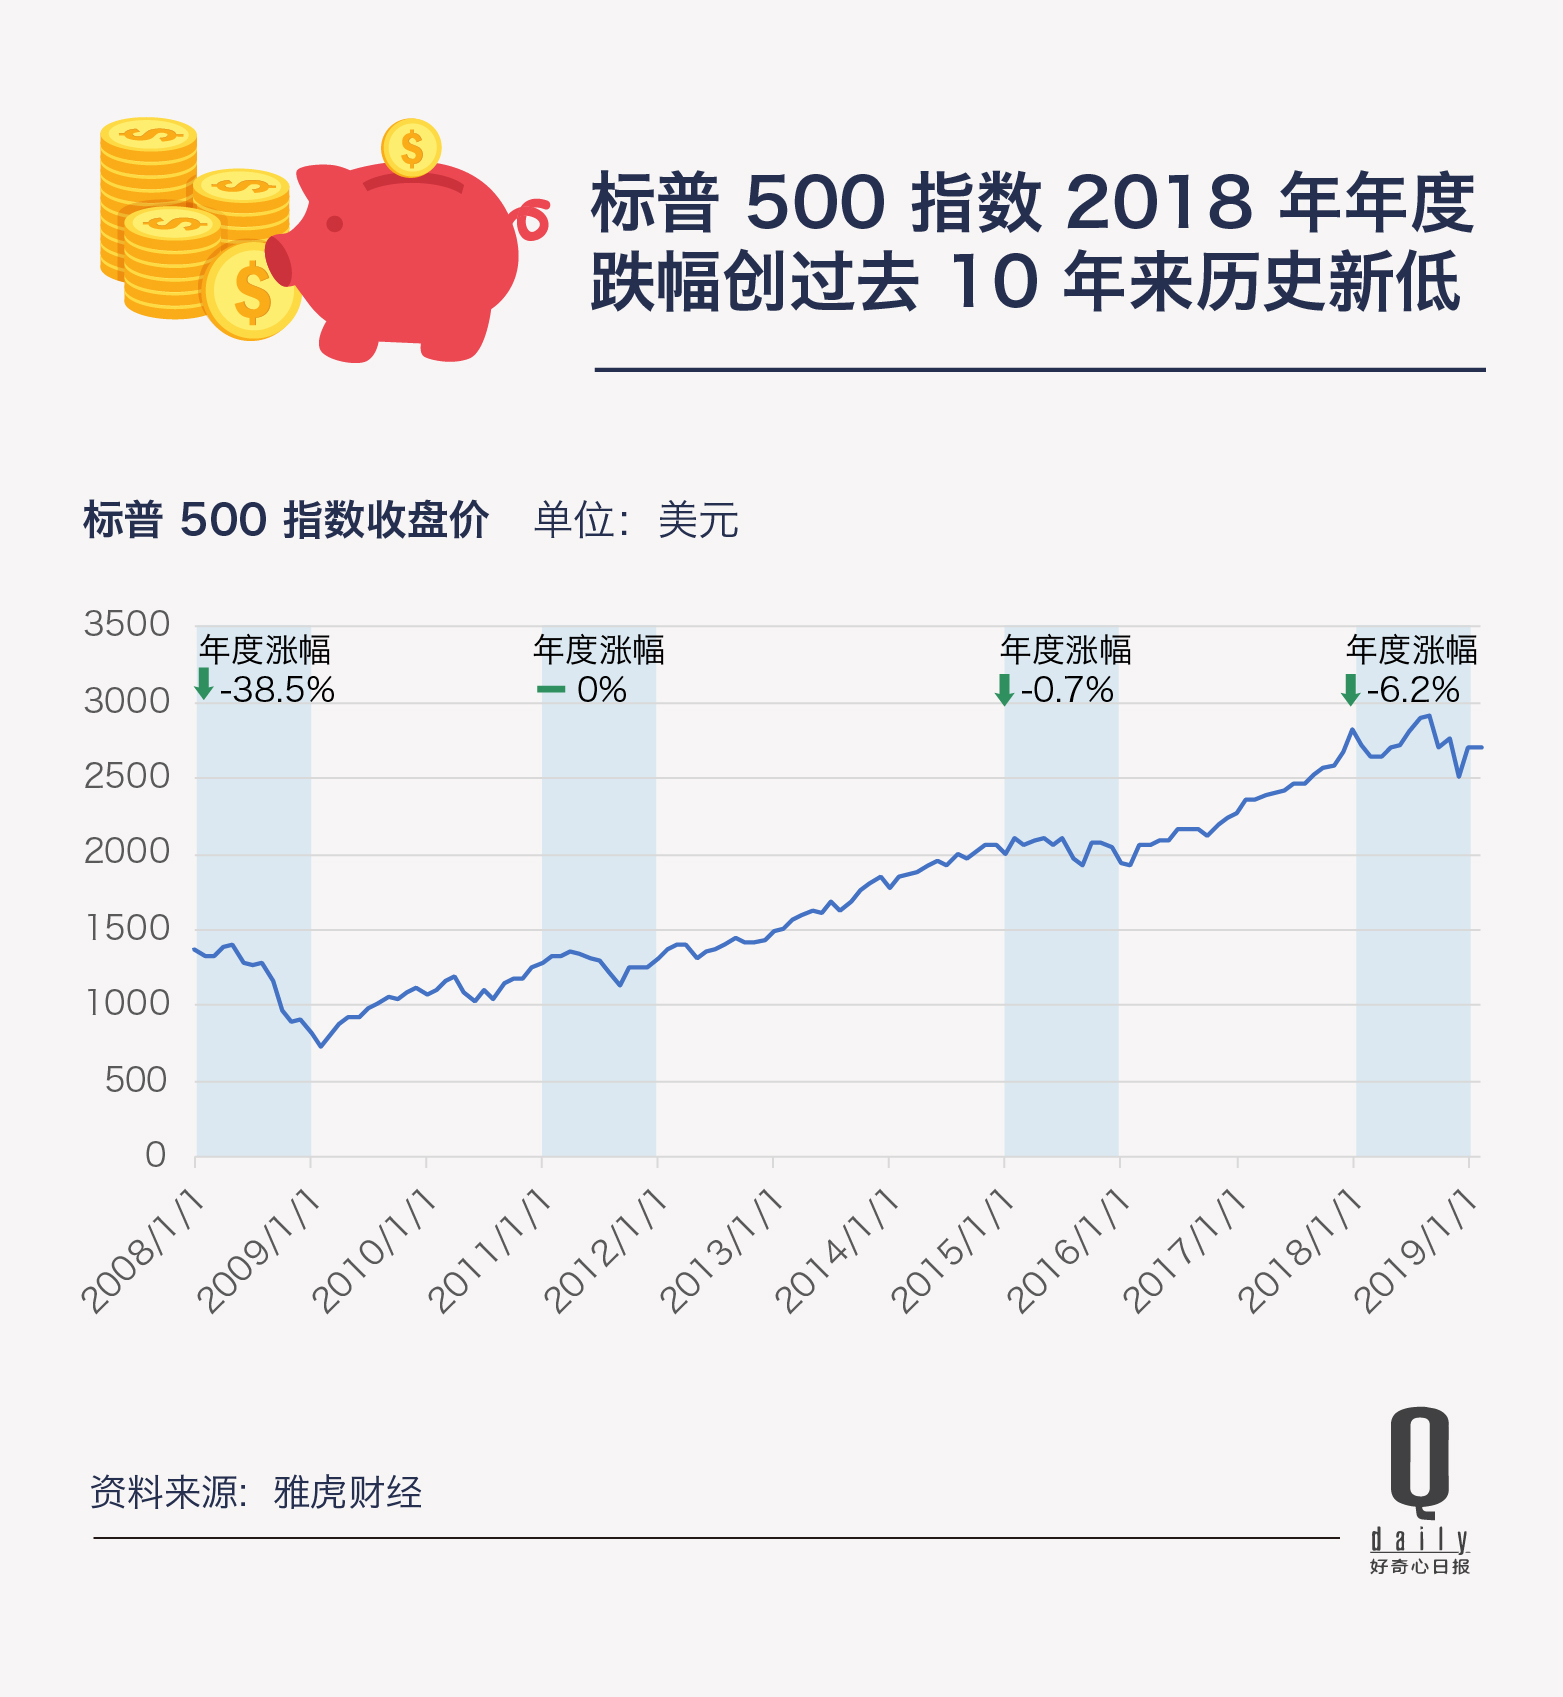 标普 500 指数 2018 年年度
跌幅创过去 10 年来历史新低
标普 500 指数收盘价 单位：美元
3500
3000
2500
2000
1500
1000
500
0
年度涨幅
-38.5%
年度涨幅
0%
年度涨幅
-0.7%
年度涨幅
-6.2%
2008/1/1
2009/1/1
2010/1/1
2011/1/1
2012/1/1
2013/1/1
2014/1/1
2015/1/1
2016/1/1
2017/1/1
2018/1/1
2019/1/1
资料来源：雅虎财经
Q
daily
好奇心日报
$
$
$
$
$